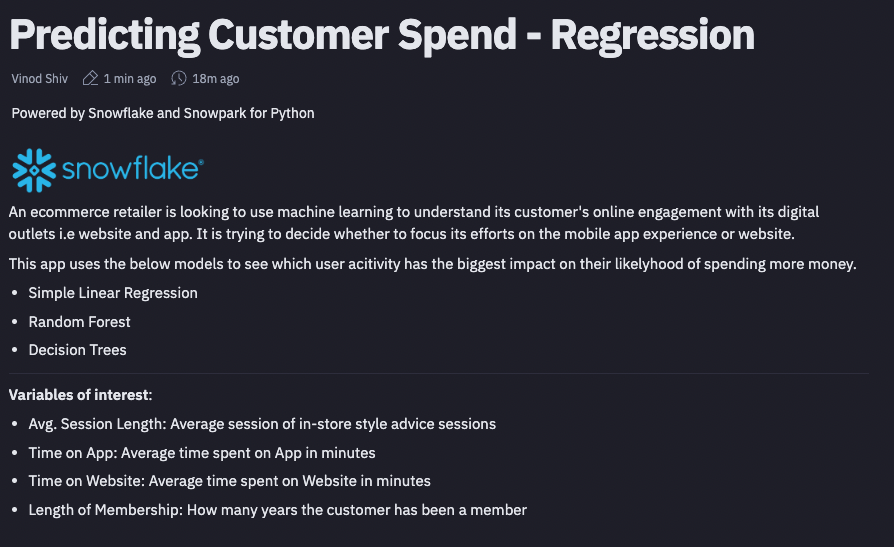 Predicting Customer Spend - Regression
Vinod Shiv 1 min ago 18m ago
Powered by Snowflake and Snowpark for Python
snowflake®
An ecommerce retailer is looking to use machine learning to understand its customer's online engagement with its digital
outlets i.e website and app. It is trying to decide whether to focus its efforts on the mobile app experience or website.
This app uses the below models to see which user acitivity has the biggest impact on their likelyhood of spending more money.
• Simple Linear Regression
• Random Forest
• Decision Trees
Variables of interest:
• Avg. Session Length: Average session of in-store style advice sessions
• Time on App: Average time spent on App in minutes
• Time on Website: Average time spent on Website in minutes
• Length of Membership: How many years the customer has been a member